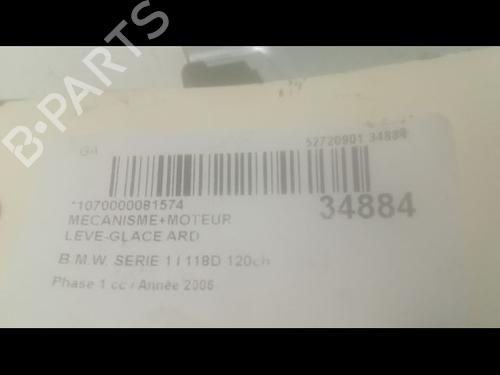 GA
52720901 34884
*1070000081574
34884
MECANISME+MOTEUR
LEVE-GLACE ARD
B.M.W. SERIE 1 I 118D 120ch
Phase 1 cc / Année 2006
B-PARTS